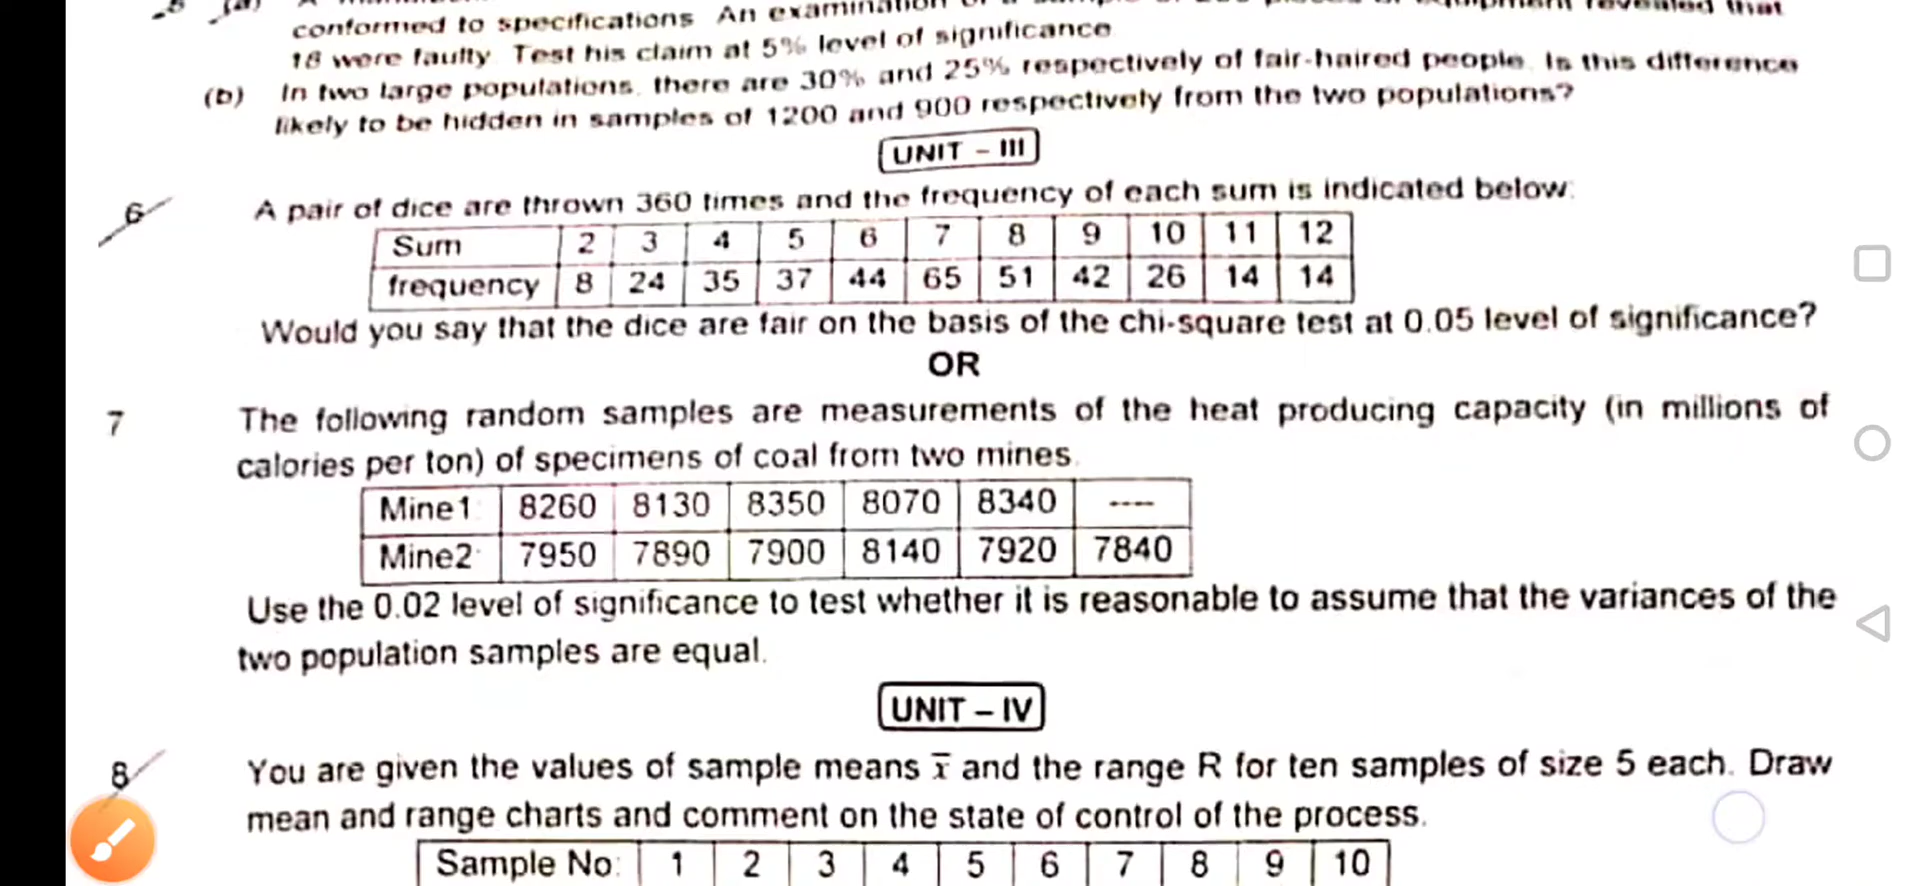 conformed to specifications An examination
revealed that
18 were faulty Test his claim at 5% level of significance
(b) In two large populations, there are 30% and 25% respectively of fair-haired people. Is this difference
likely to be hidden in samples of 1200 and 900 respectively from the two populations?
UNIT – III
6 A pair of dice are thrown 360 times and the frequency of each sum is indicated below:
Sum 2 3 4 5 6 7 8 9 10 11 12
frequency 8 24 35 37 44 65 51 42 26 14 14
Would you say that the dice are fair on the basis of the chi-square test at 0.05 level of significance?
OR
7 The following random samples are measurements of the heat producing capacity (in millions of
calories per ton) of specimens of coal from two mines.
Mine1: 8260 8130 8350 8070 8340 ----
Mine2: 7950 7890 7900 8140 7920 7840
Use the 0.02 level of significance to test whether it is reasonable to assume that the variances of the
two population samples are equal.
UNIT – IV
8 You are given the values of sample means x̅ and the range R for ten samples of size 5 each. Draw
mean and range charts and comment on the state of control of the process.
Sample No: 1 2 3 4 5 6 7 8 9 10